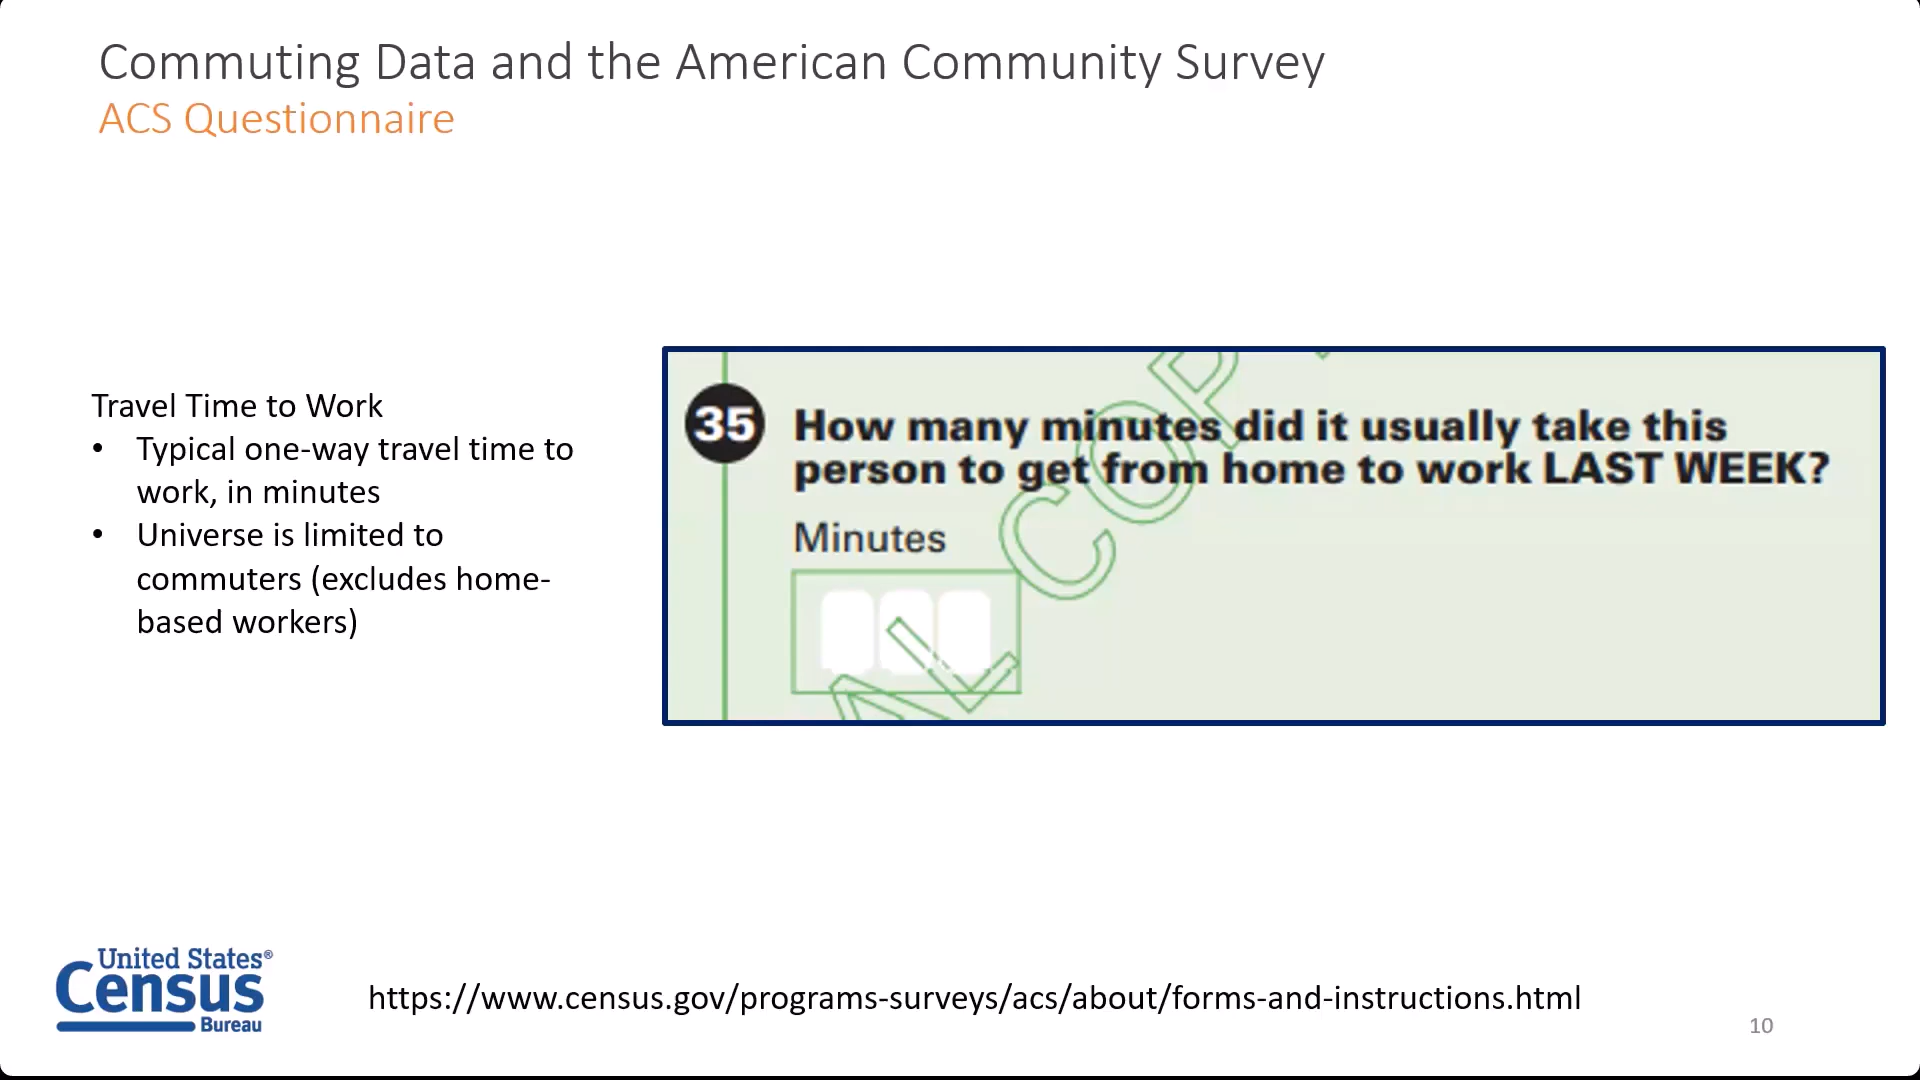 Commuting Data and the American Community Survey
ACS Questionnaire
Travel Time to Work
• Typical one-way travel time to
work, in minutes
• Universe is limited to
commuters (excludes home-
based workers)
35 How many minutes did it usually take this
person to get from home to work LAST WEEK?
Minutes
AL COP
United States®
Census
Bureau
https://www.census.gov/programs-surveys/acs/about/forms-and-instructions.html
10